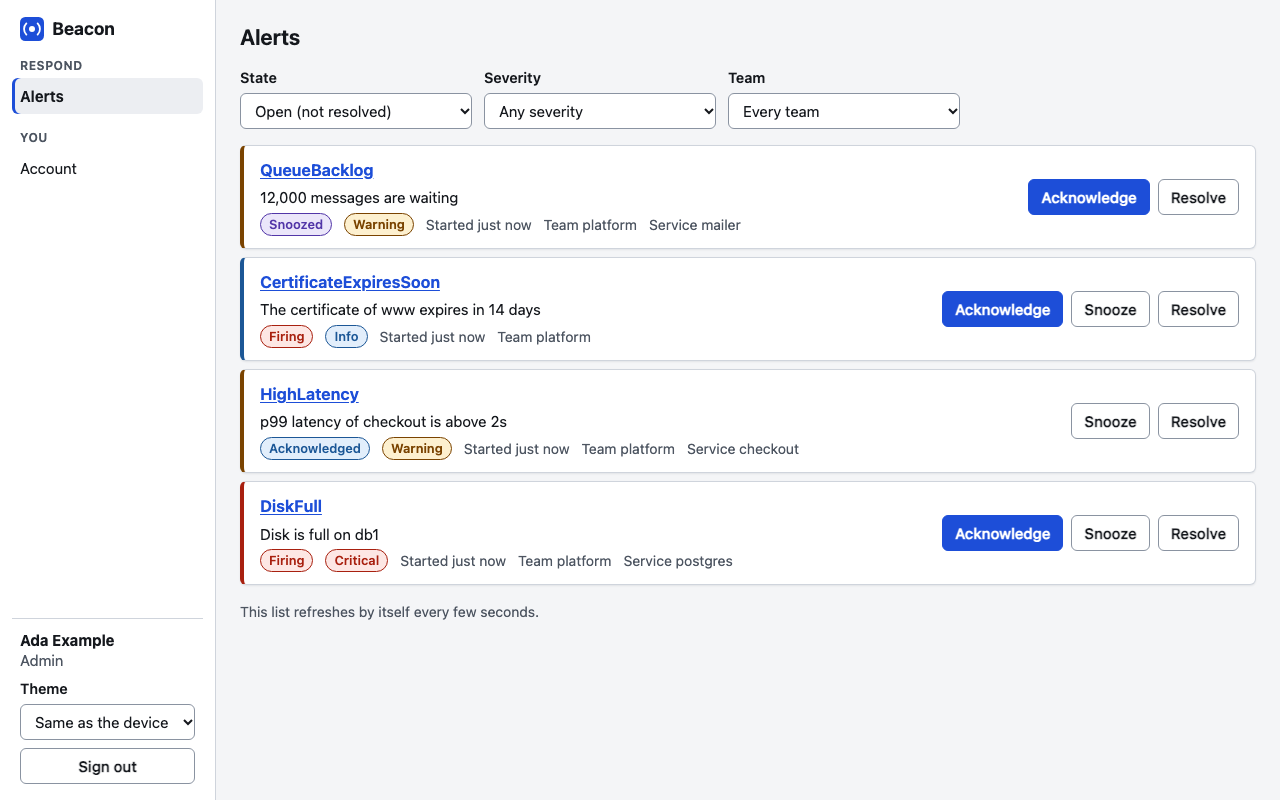 Beacon
RESPOND
Alerts
YOU
Account
Ada Example
Admin
Theme
Same as the device
Sign out
Alerts
State
Severity
Team
Open (not resolved)
Any severity
Every team
QueueBacklog
12,000 messages are waiting
Snoozed Warning Started just now Team platform Service mailer
Acknowledge Resolve
CertificateExpiresSoon
The certificate of www expires in 14 days
Firing Info Started just now Team platform
Acknowledge Snooze Resolve
HighLatency
p99 latency of checkout is above 2s
Acknowledged Warning Started just now Team platform Service checkout
Snooze Resolve
DiskFull
Disk is full on db1
Firing Critical Started just now Team platform Service postgres
Acknowledge Snooze Resolve
This list refreshes by itself every few seconds.